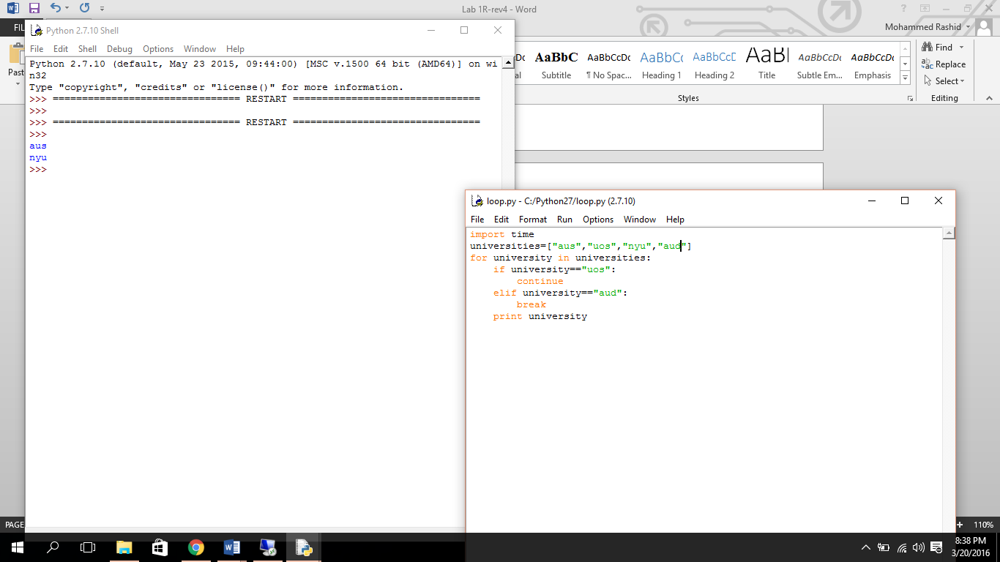 Lab 1R-rev4 - Word
FI
Mohammed Rashid
Past
AaBbC AaBbCcDc AaBbC AaBbCcD AaB AaBbCcDc AaBbCcDc
al Subtitle ¶ No Spac... Heading 1 Heading 2 Title Subtle Em... Emphasis
Styles
Find
Replace
Select
Editing
Python 2.7.10 Shell
File Edit Shell Debug Options Window Help
Python 2.7.10 (default, May 23 2015, 09:44:00) [MSC v.1500 64 bit (AMD64)] on wi
n32
Type "copyright", "credits" or "license()" for more information.
>>> ================================ RESTART ================================
>>>
>>> ================================ RESTART ================================
>>>
aus
nyu
>>>
loop.py - C:/Python27/loop.py (2.7.10)
File Edit Format Run Options Window Help
import time
universities=["aus","uos","nyu","aud"]
for university in universities:
    if university=="uos":
        continue
    elif university=="aud":
        break
    print university
PAGE
110%
8:38 PM
3/20/2016